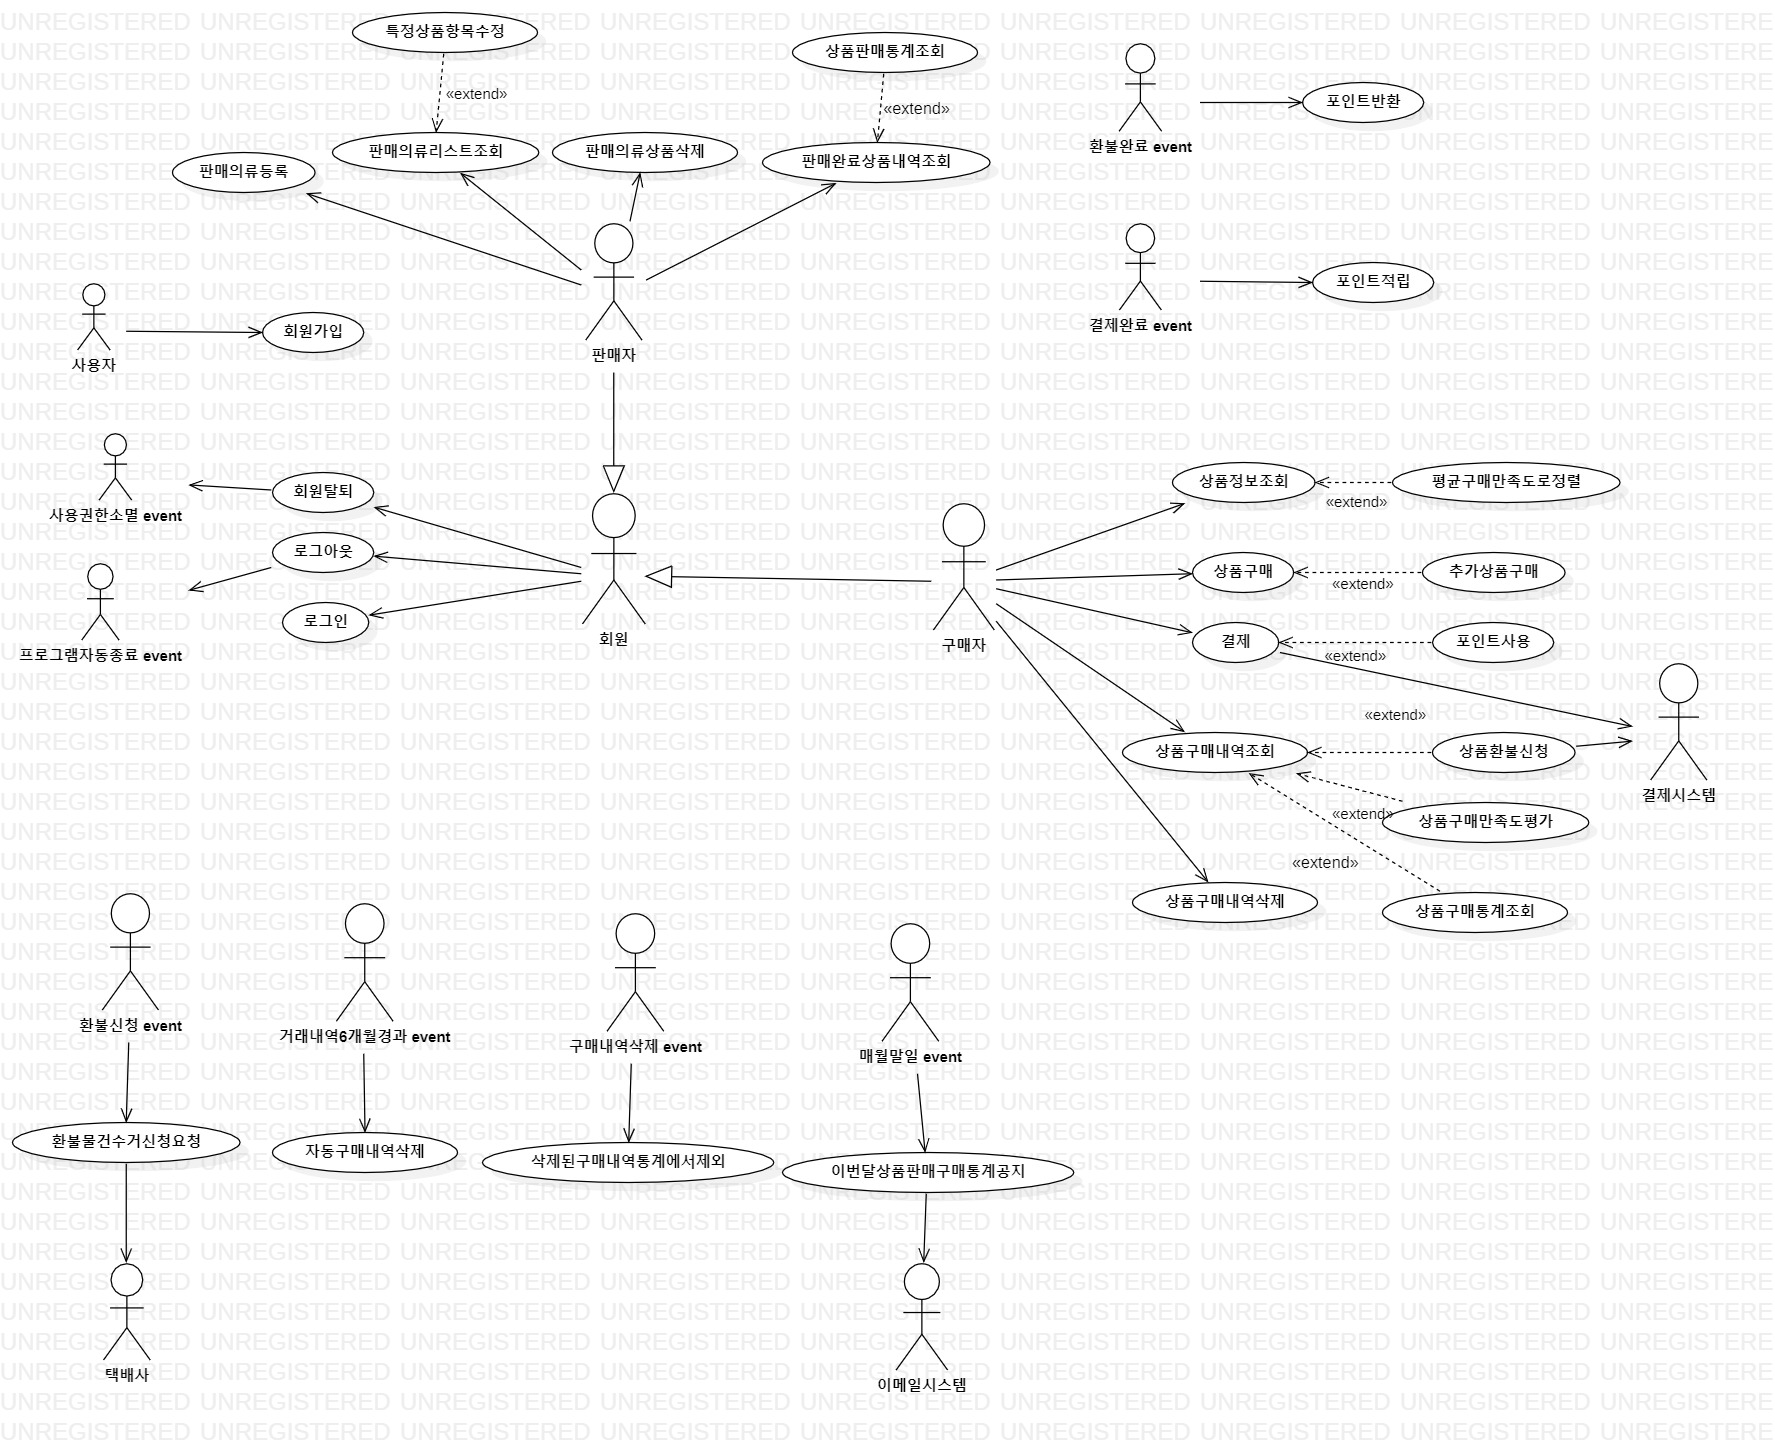 특정상품항목수정
상품판매통계조회
«extend»
«extend»
포인트반환
환불완료 event
판매의류등록
판매의류리스트조회
판매의류상품삭제
판매완료상품내역조회
포인트적립
결제완료 event
사용자
회원가입
판매자
회원탈퇴
사용권한소멸 event
로그아웃
로그인
프로그램자동종료 event
회원
구매자
상품정보조회
평균구매만족도로정렬
«extend»
상품구매
추가상품구매
«extend»
결제
포인트사용
«extend»
«extend»
상품구매내역조회
상품환불신청
결제시스템
«extend»
상품구매만족도평가
«extend»
상품구매내역삭제
상품구매통계조회
환불신청 event
거래내역6개월경과 event
구매내역삭제 event
매월말일 event
환불물건수거신청요청
자동구매내역삭제
삭제된구매내역통계에서제외
이번달상품판매구매통계공지
택배사
이메일시스템
UNREGISTERED